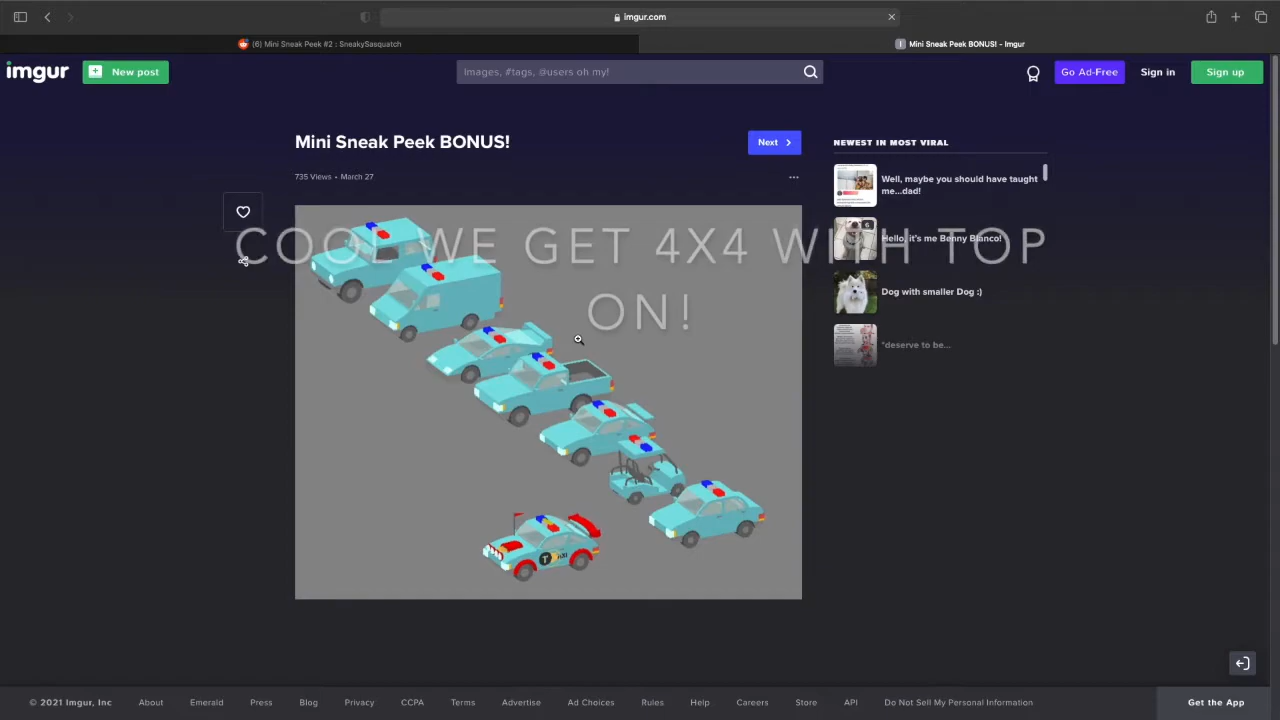 imgur.com
(6) Mini Sneak Peek #2 : SneakySasquatch
Mini Sneak Peek BONUS! - Imgur
imgur
New post
Images, #tags, @users oh my!
Go Ad-Free
Sign in
Sign up
Mini Sneak Peek BONUS!
Next
735 Views • March 27
NEWEST IN MOST VIRAL
Well, maybe you should have taught
me...dad!
6
Hello, it's me Benny Blanco!
Dog with smaller Dog :)
"deserve to be...
COOL WE GET 4X4 WITH TOP
ON!
T
© 2021 Imgur, Inc
About
Emerald
Press
Blog
Privacy
CCPA
Terms
Advertise
Ad Choices
Rules
Help
Careers
Store
API
Do Not Sell My Personal Information
Get the App